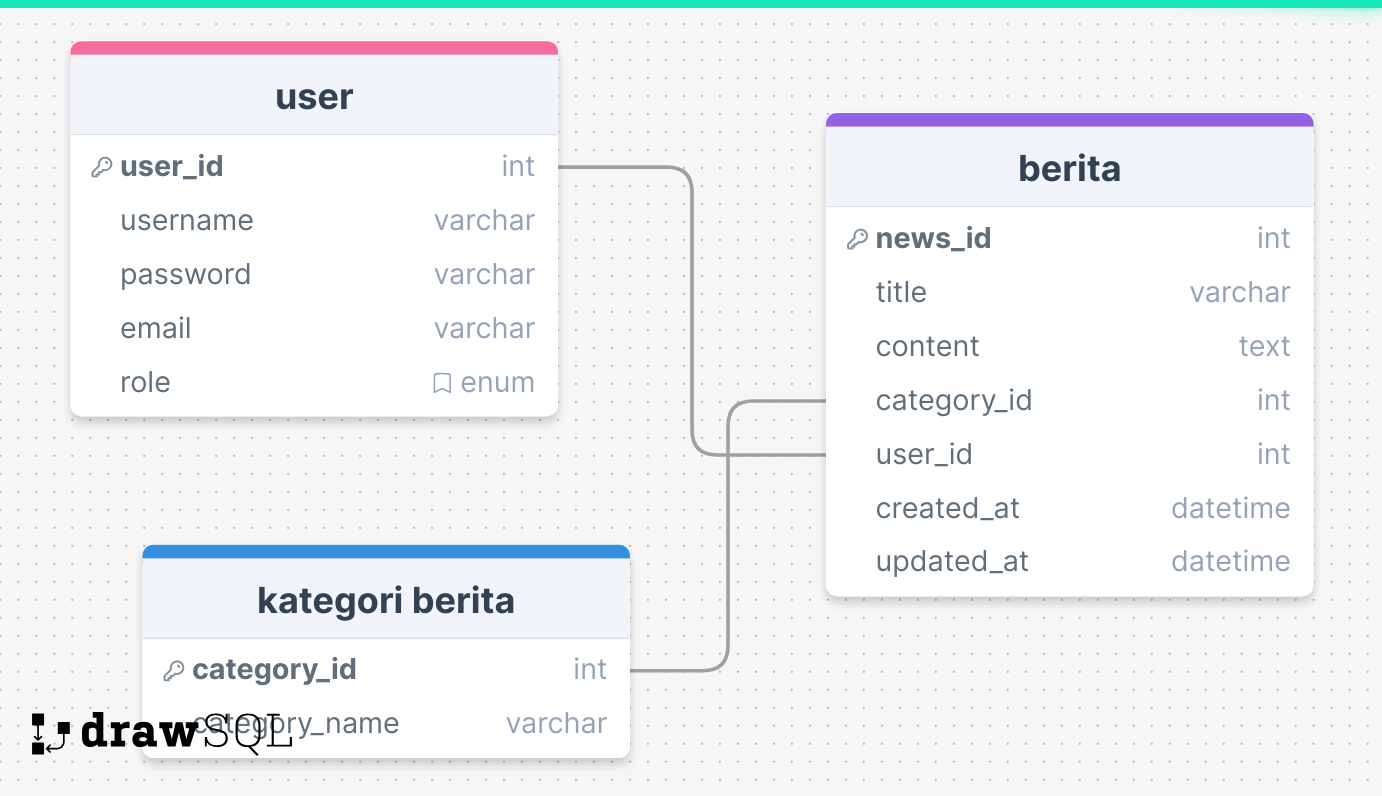 user
user_id int
username varchar
password varchar
email varchar
role enum
berita
news_id int
title varchar
content text
category_id int
user_id int
created_at datetime
updated_at datetime
kategori berita
category_id int
category_name varchar
drawSQL